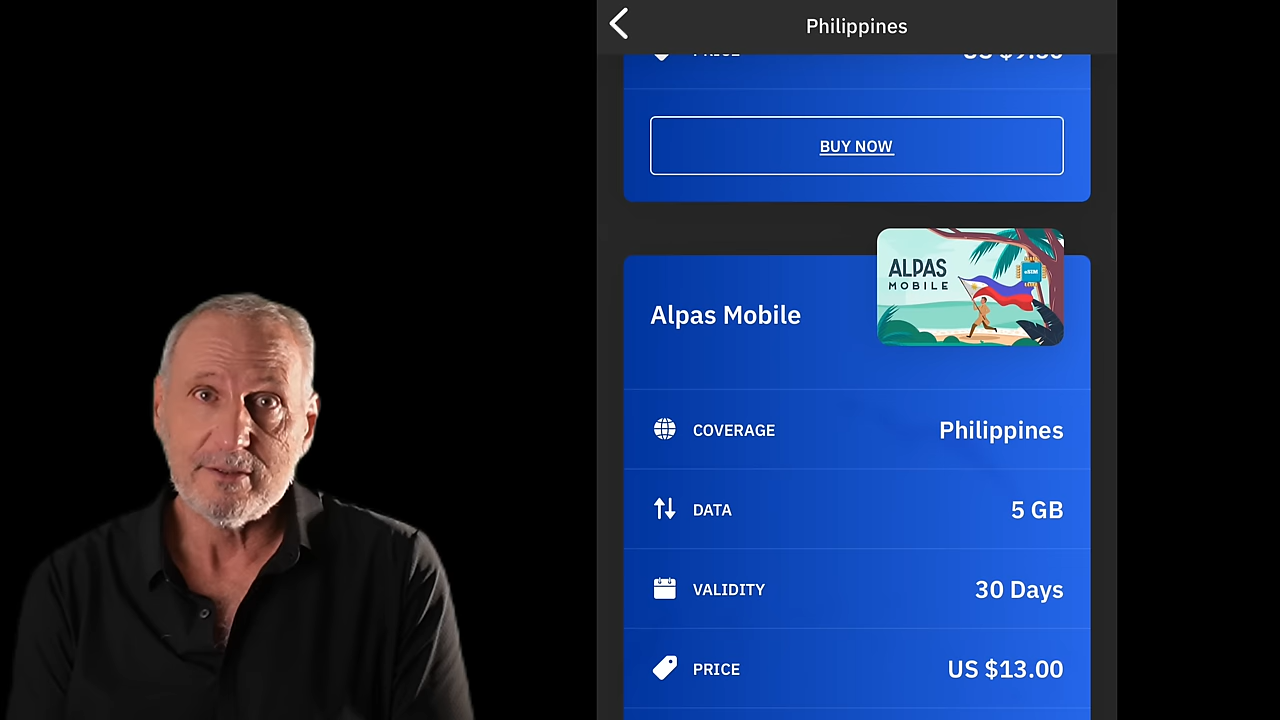 Philippines
BUY NOW
ALPAS
MOBILE
eSIM
Alpas Mobile
COVERAGE
Philippines
DATA
5 GB
VALIDITY
30 Days
PRICE
US $13.00